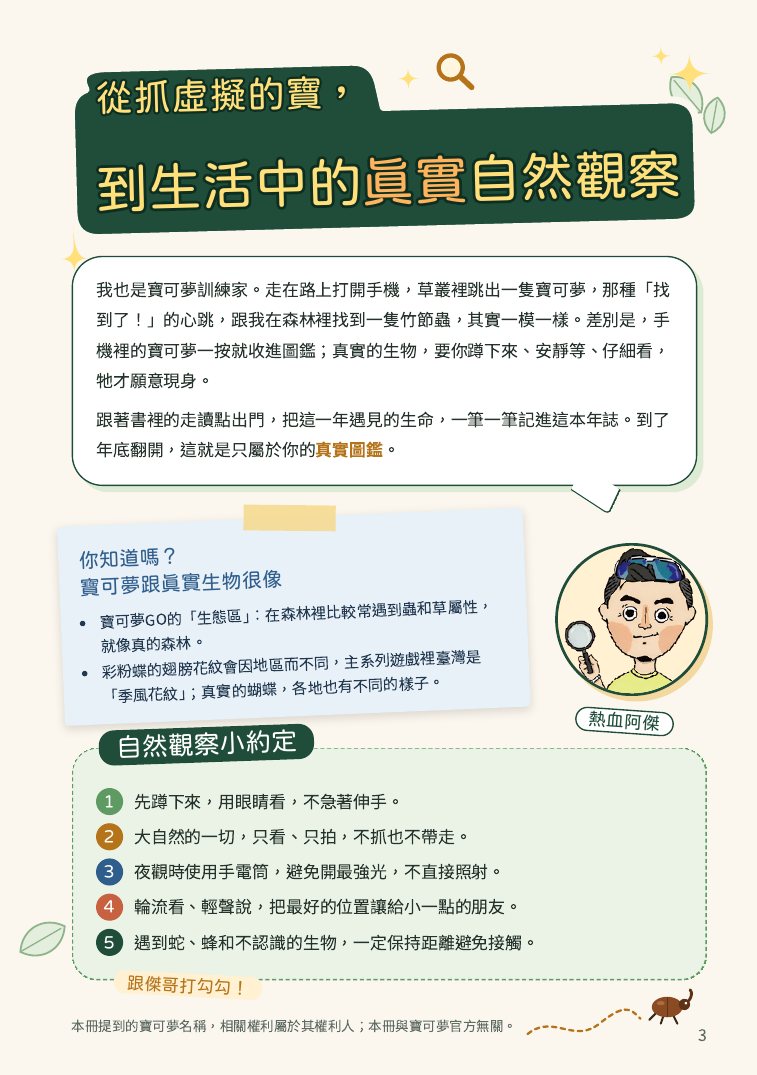 從抓虛擬的寶，
到生活中的真實自然觀察
我也是寶可夢訓練家。走在路上打開手機，草叢裡跳出一隻寶可夢，那種「找
到了！」的心跳，跟我在森林裡找到一隻竹節蟲，其實一模一樣。差別是，手
機裡的寶可夢一按就收進圖鑑；真實的生物，要你蹲下來、安靜等、仔細看，
牠才願意現身。
跟著書裡的走讀點出門，把這一年遇見的生命，一筆一筆記進這本年誌。到了
年底翻開，這就是只屬於你的真實圖鑑。
你知道嗎？
寶可夢跟真實生物很像
• 寶可夢GO的「生態區」：在森林裡比較常遇到蟲和草屬性，
就像真的森林。
• 彩粉蝶的翅膀花紋會因地區而不同，主系列遊戲裡臺灣是
「季風花紋」；真實的蝴蝶，各地也有不同的樣子。
熱血阿傑
自然觀察小約定
1 先蹲下來，用眼睛看，不急著伸手。
2 大自然的一切，只看、只拍，不抓也不帶走。
3 夜觀時使用手電筒，避免開最強光，不直接照射。
4 輪流看、輕聲說，把最好的位置讓給小一點的朋友。
5 遇到蛇、蜂和不認識的生物，一定保持距離避免接觸。
跟傑哥打勾勾！
本冊提到的寶可夢名稱，相關權利屬於其權利人；本冊與寶可夢官方無關。
3